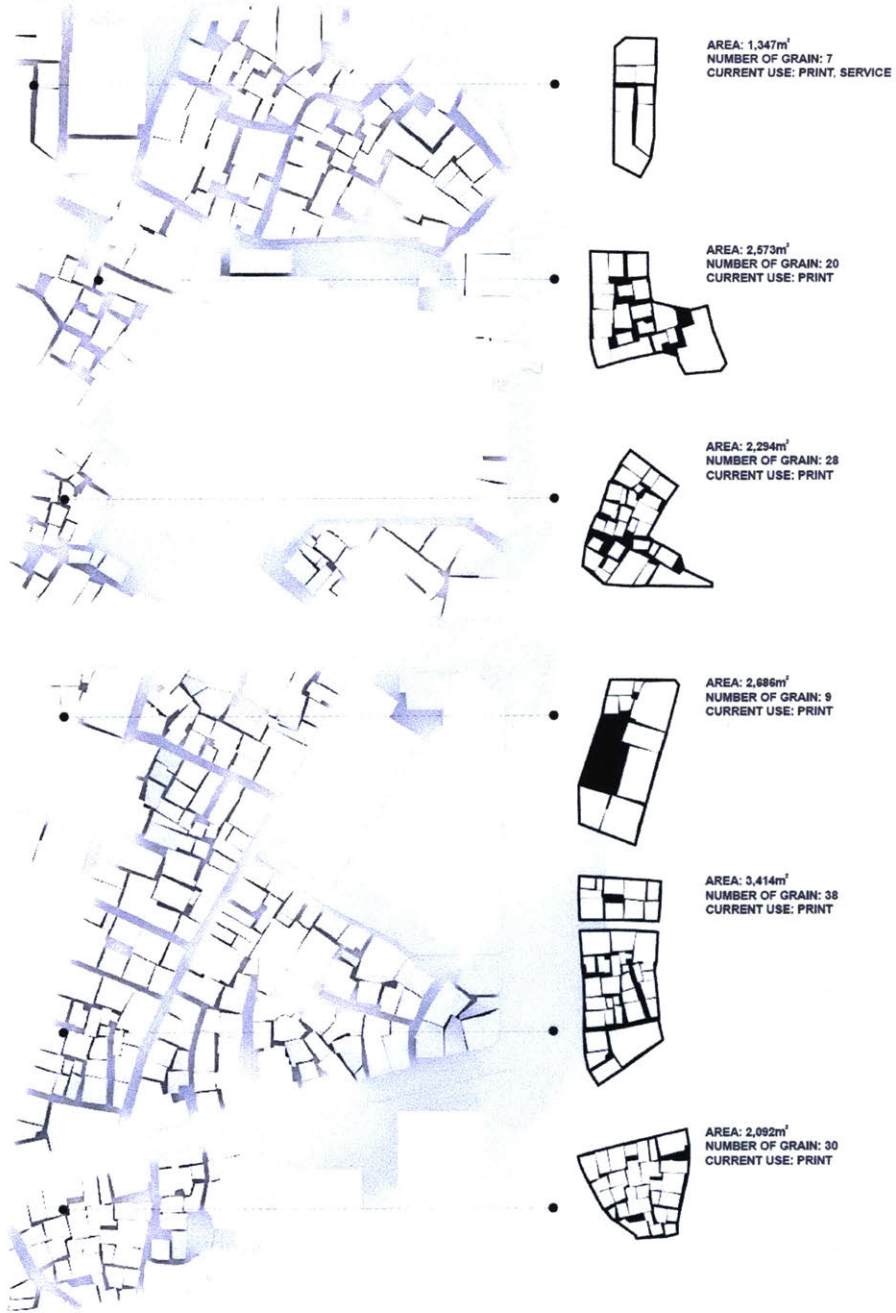 AREA: 1,347m²
NUMBER OF GRAIN: 7
CURRENT USE: PRINT, SERVICE
AREA: 2,573m²
NUMBER OF GRAIN: 20
CURRENT USE: PRINT
AREA: 2,294m²
NUMBER OF GRAIN: 28
CURRENT USE: PRINT
AREA: 2,686m²
NUMBER OF GRAIN: 9
CURRENT USE: PRINT
AREA: 3,414m²
NUMBER OF GRAIN: 38
CURRENT USE: PRINT
AREA: 2,092m²
NUMBER OF GRAIN: 30
CURRENT USE: PRINT